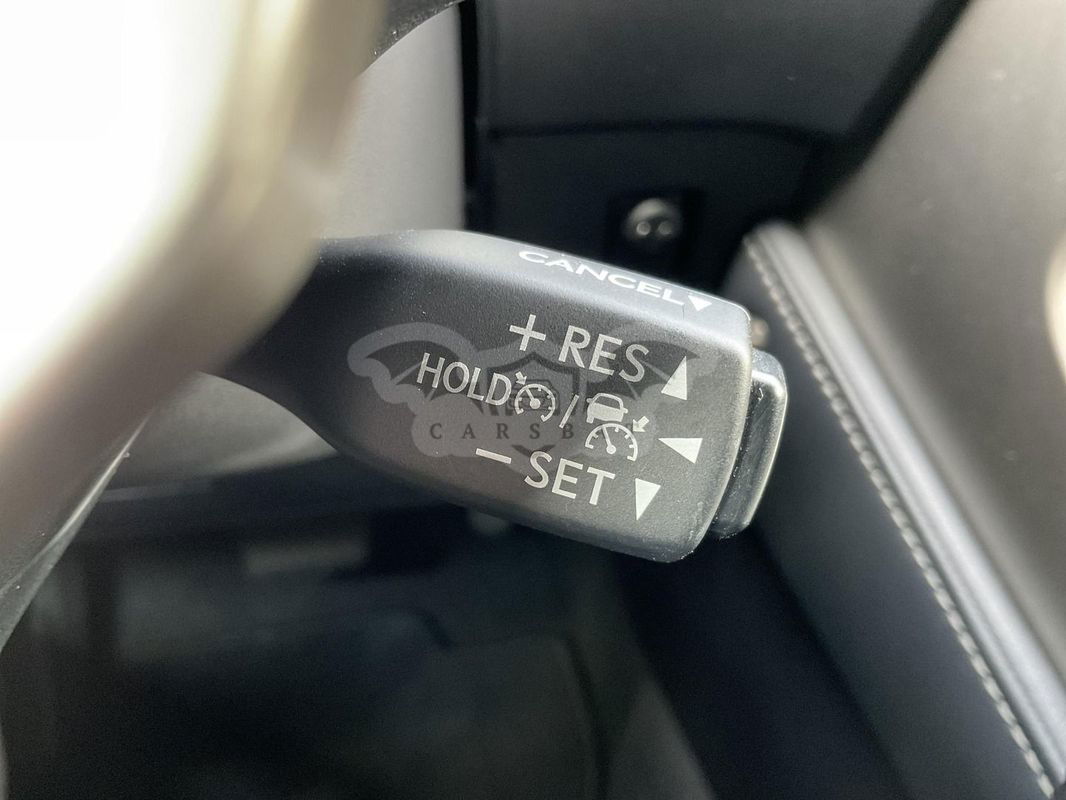 CANCEL
+ RES
HOLD /
CARSB
− SET